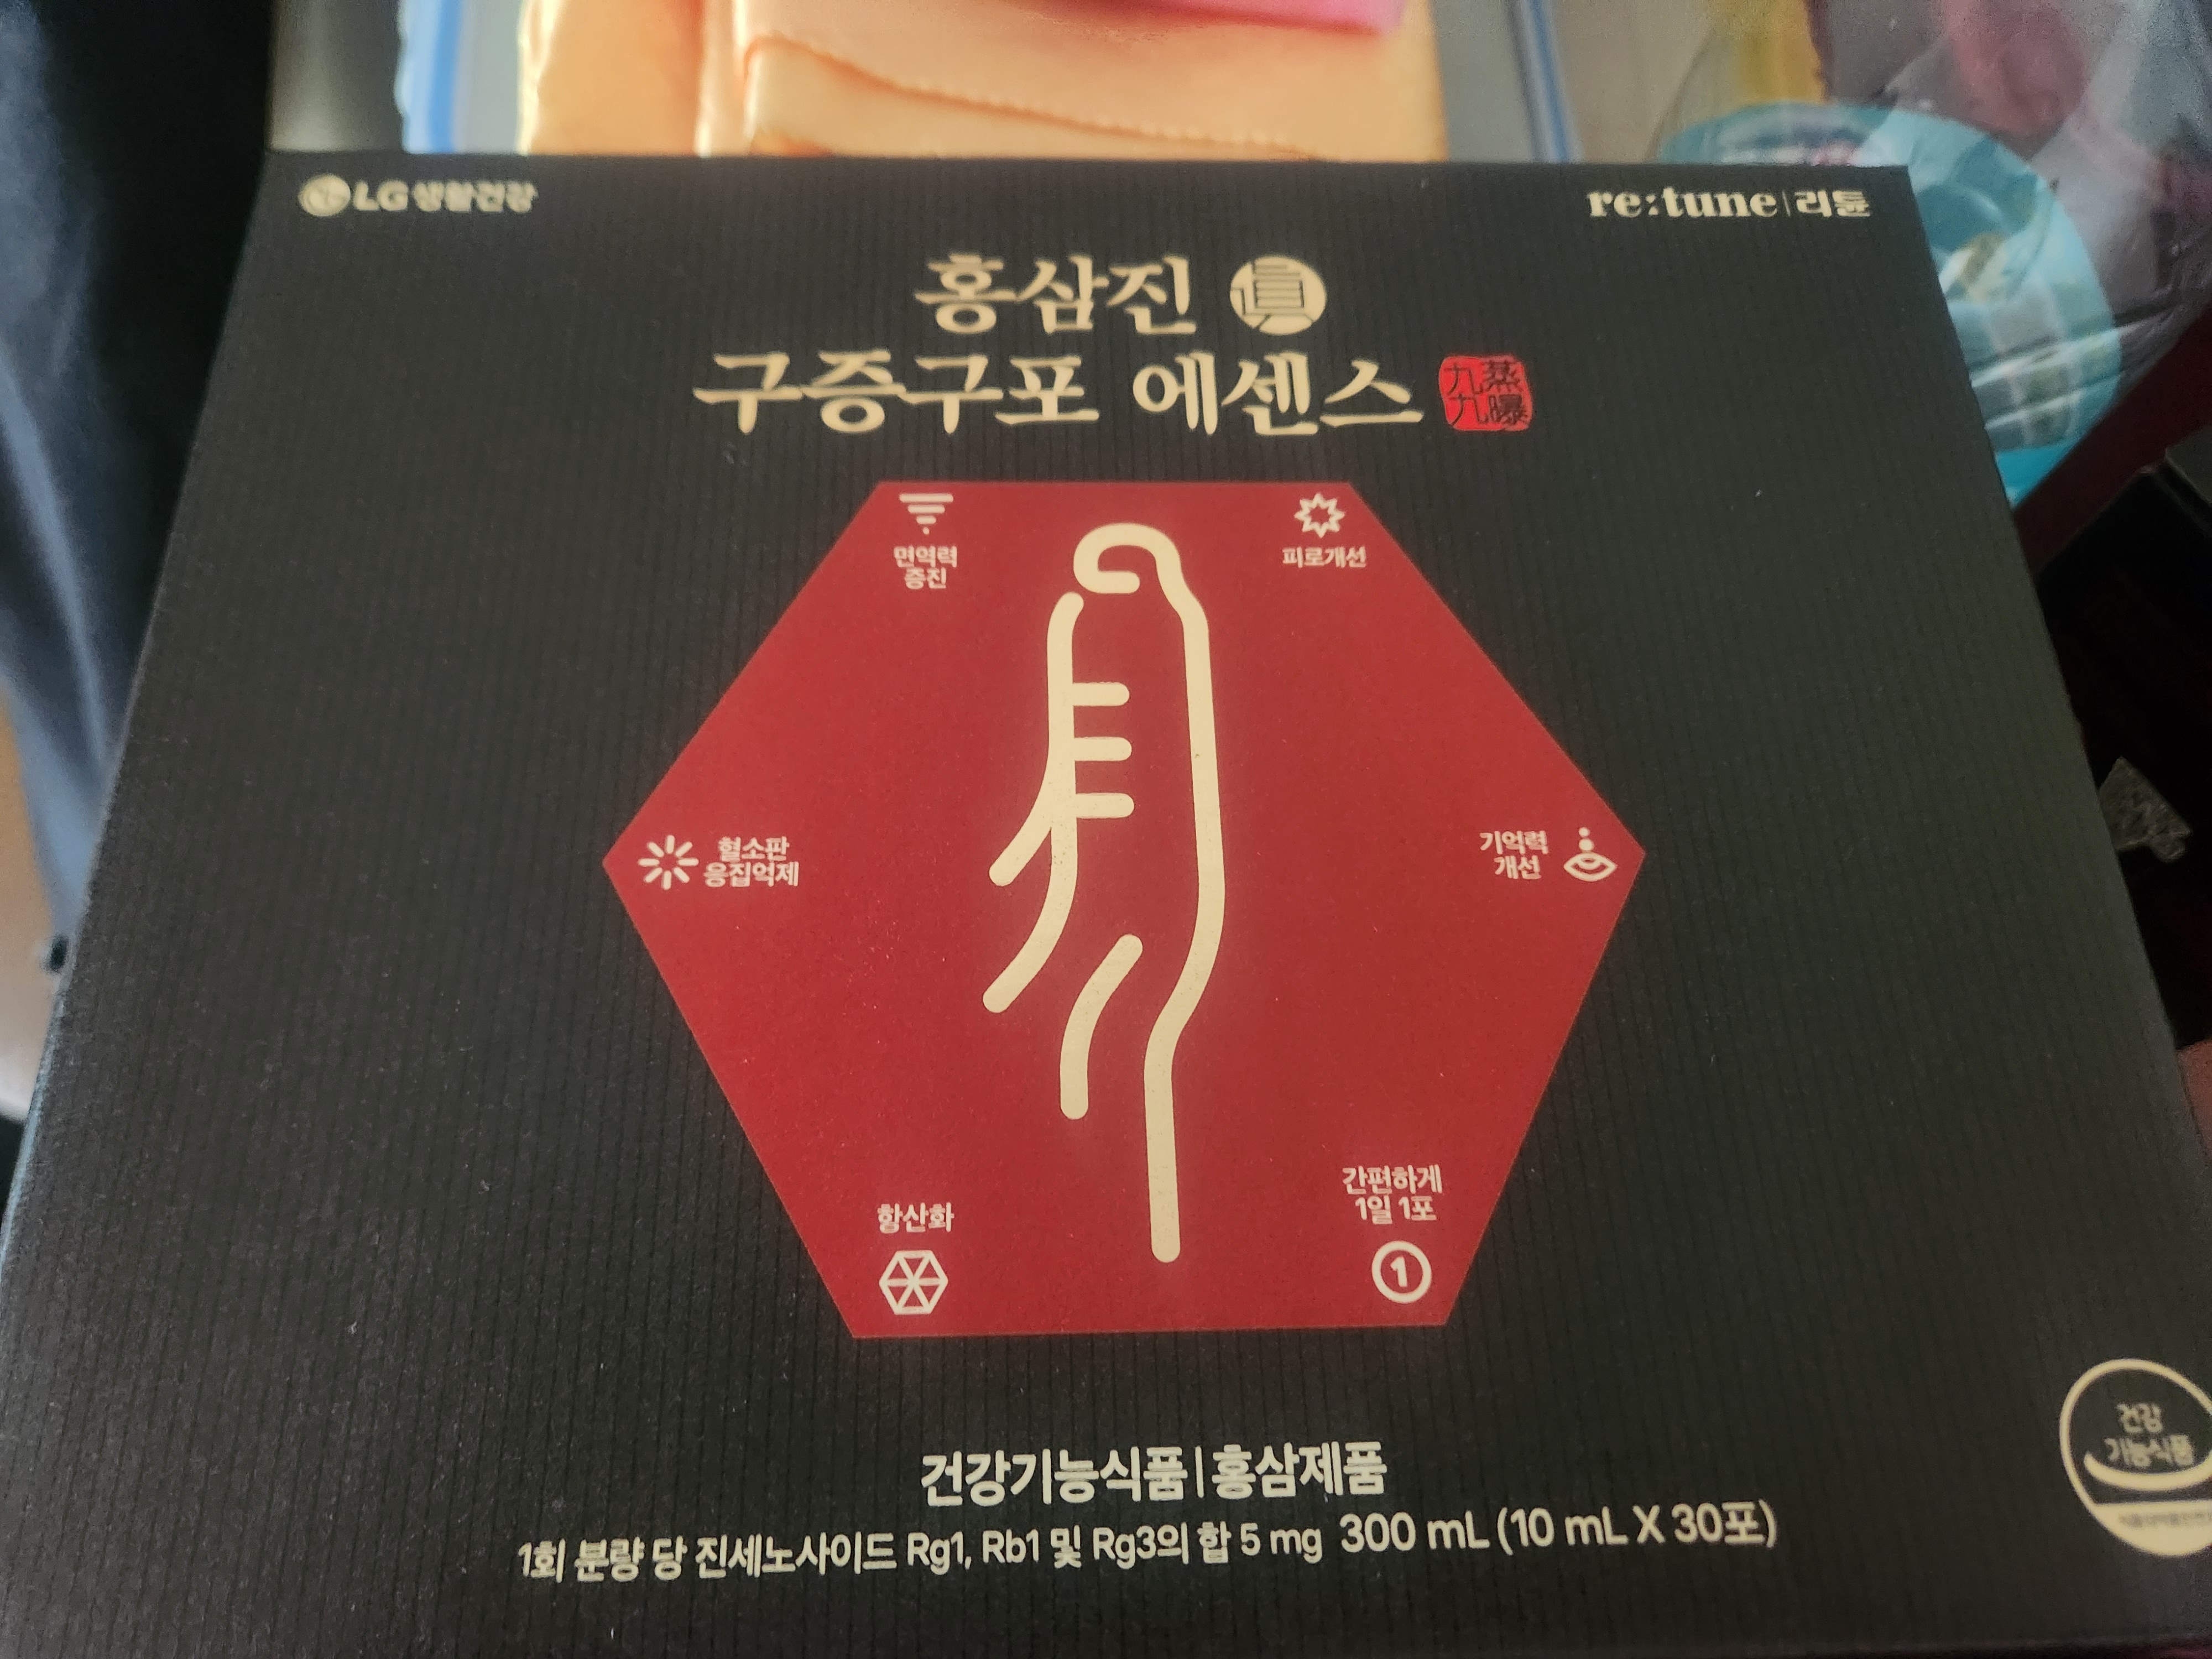 LG 생활건강
re:tune | 리튠
홍삼진 眞
구증구포 에센스 九蒸九曝
면역력
증진
피로개선
혈소판
응집억제
기억력
개선
항산화
간편하게
1일 1포
1
건강기능식품 | 홍삼제품
1회 분량 당 진세노사이드 Rg1, Rb1 및 Rg3의 합 5 mg 300 mL (10 mL X 30포)
건강
기능식품